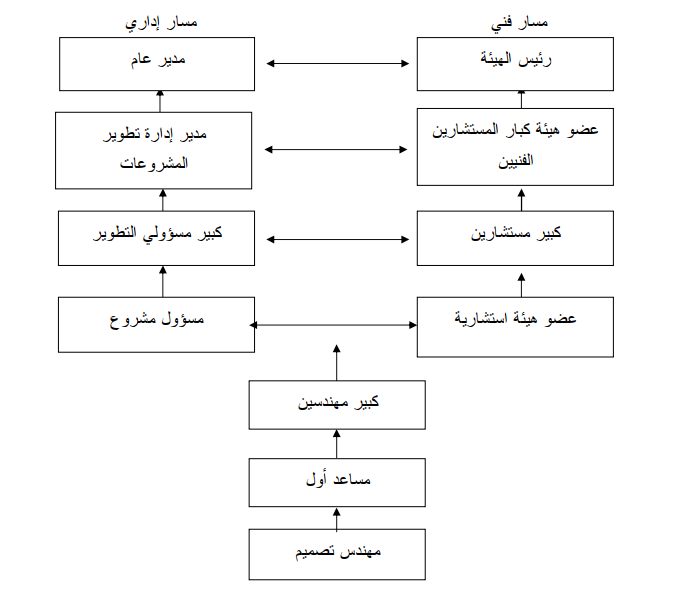 مسار فني
مسار إداري
رئيس الهيئة
مدير عام
عضو هيئة كبار المستشارين
الفنيين
مدير إدارة تطوير
المشروعات
كبير مستشارين
كبير مسؤولي التطوير
عضو هيئة استشارية
مسؤول مشروع
كبير مهندسين
مساعد أول
مهندس تصميم